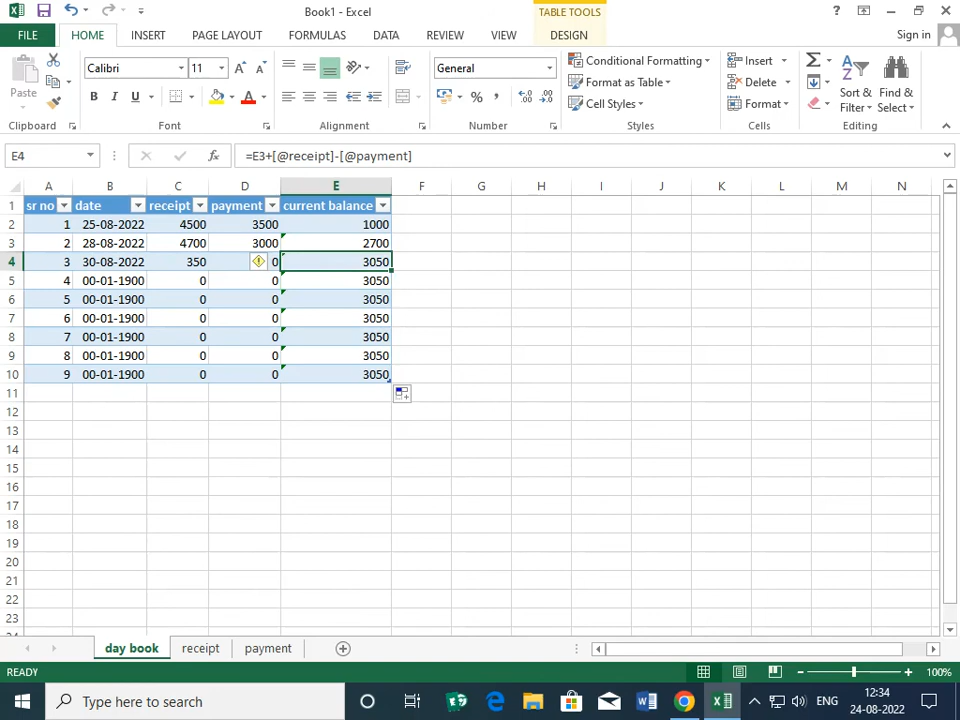 Book1 - Excel
TABLE TOOLS
?
FILE
HOME
INSERT
PAGE LAYOUT
FORMULAS
DATA
REVIEW
VIEW
DESIGN
Sign in
Paste
Calibri
11
General
Conditional Formatting
Format as Table
Cell Styles
Insert
Delete
Format
Sort & Filter
Find & Select
Clipboard
Font
Alignment
Number
Styles
Cells
Editing
E4
=E3+[@receipt]-[@payment]
A B C D E F G H I J K L M N
1 sr no date receipt payment current balance
2 1 25-08-2022 4500 3500 1000
3 2 28-08-2022 4700 3000 2700
4 3 30-08-2022 350 0 3050
5 4 00-01-1900 0 0 3050
6 5 00-01-1900 0 0 3050
7 6 00-01-1900 0 0 3050
8 7 00-01-1900 0 0 3050
9 8 00-01-1900 0 0 3050
10 9 00-01-1900 0 0 3050
11
12
13
14
15
16
17
18
19
20
21
22
23
day book
receipt
payment
READY
100%
Type here to search
ENG
12:34
24-08-2022